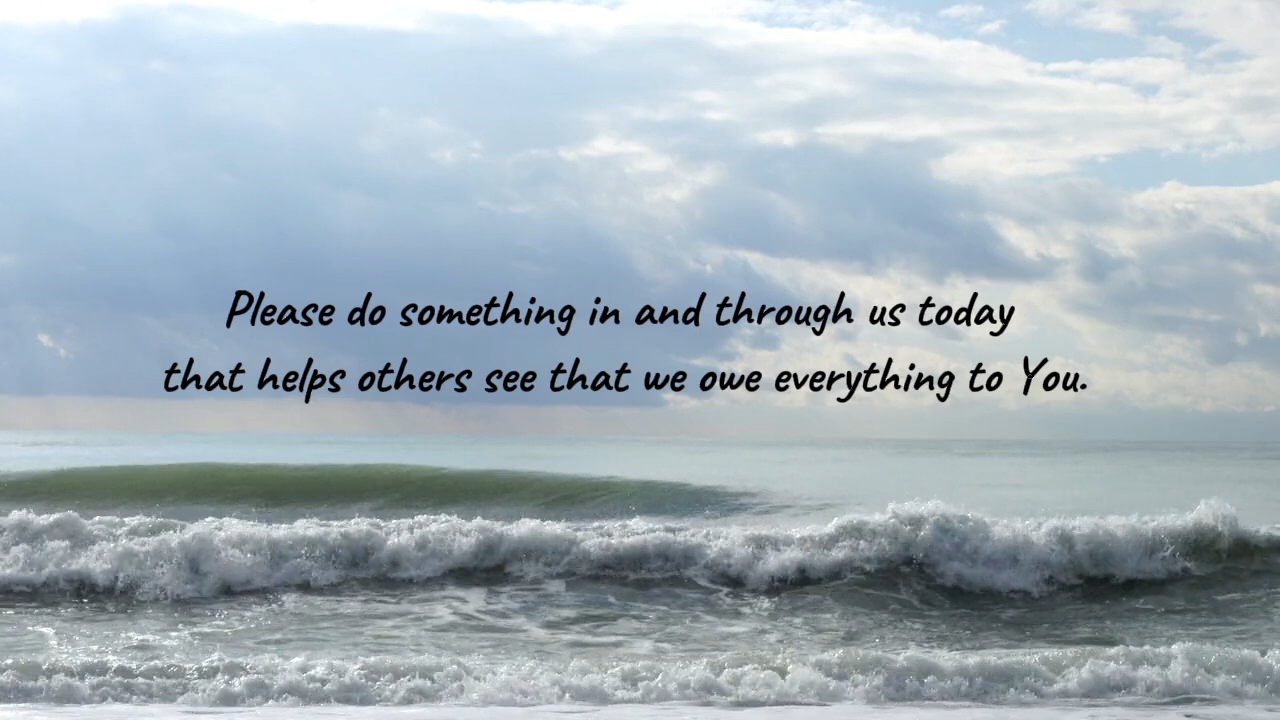 Please do something in and through us today
that helps others see that we owe everything to You.